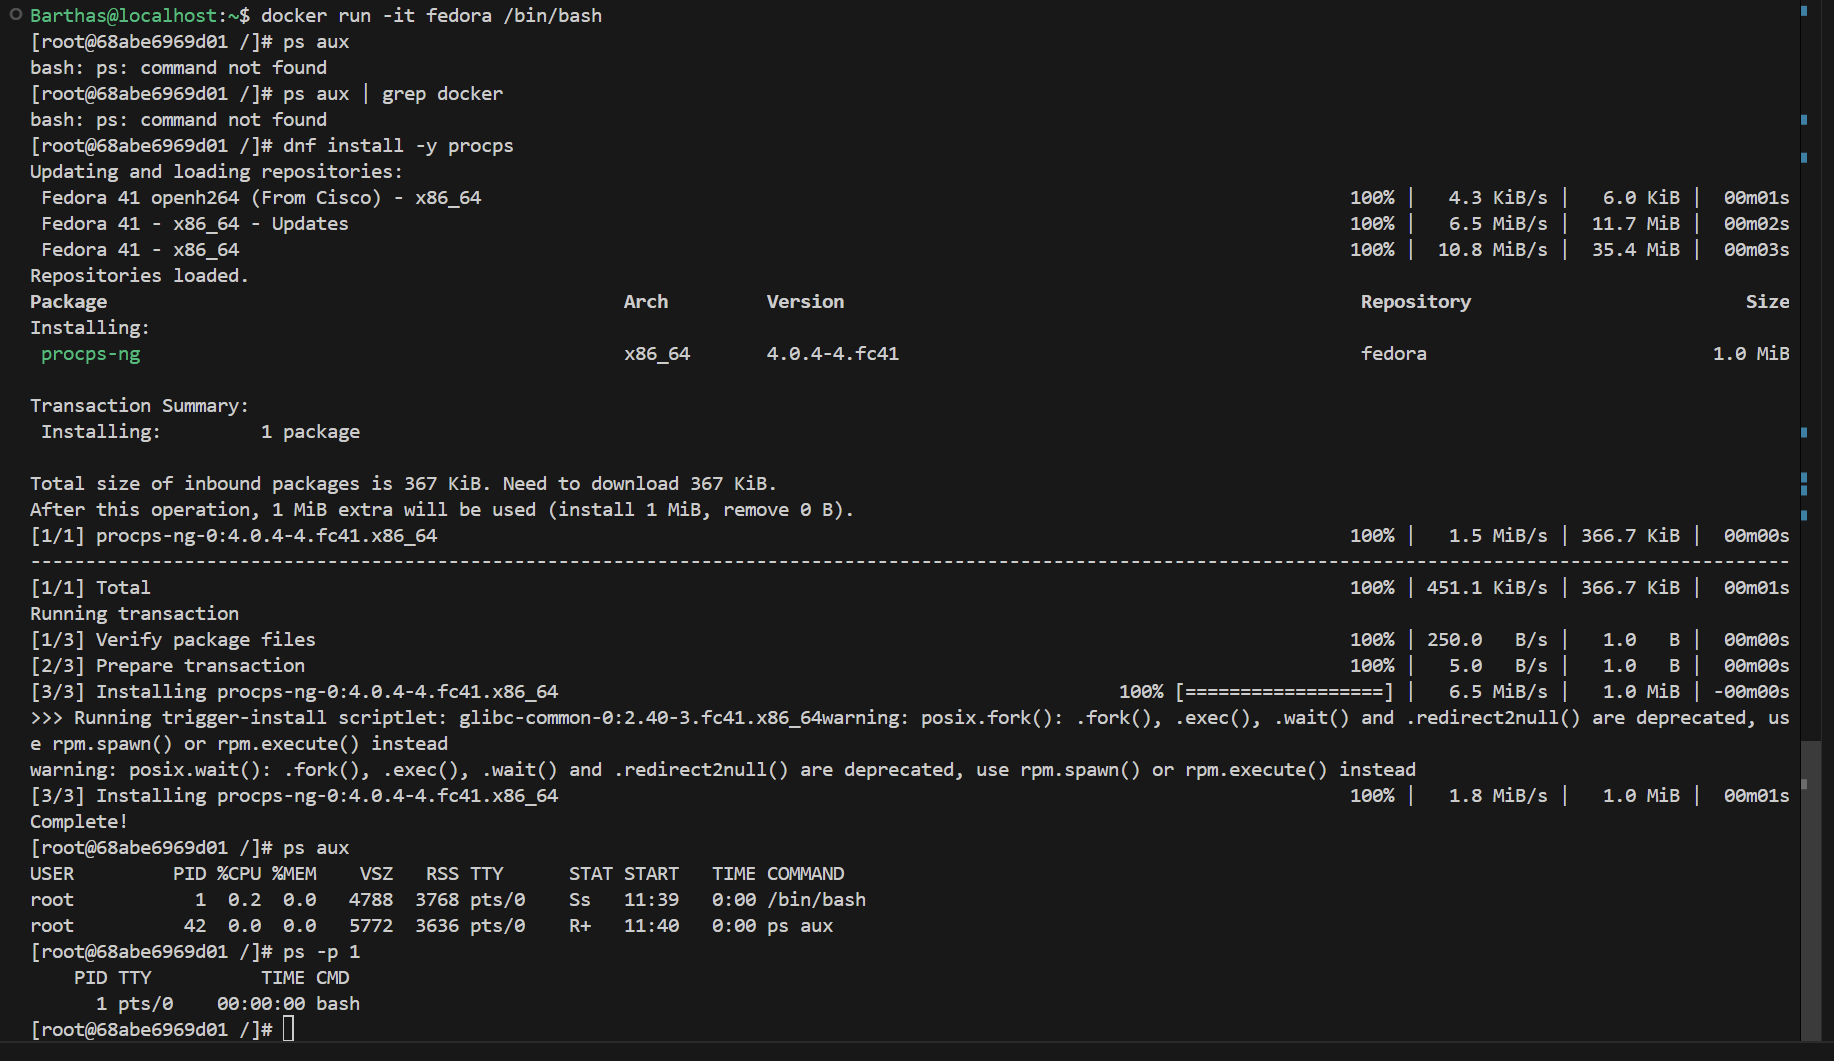 Barthas@localhost:~$ docker run -it fedora /bin/bash
[root@68abe6969d01 /]# ps aux
bash: ps: command not found
[root@68abe6969d01 /]# ps aux | grep docker
bash: ps: command not found
[root@68abe6969d01 /]# dnf install -y procps
Updating and loading repositories:
 Fedora 41 openh264 (From Cisco) - x86_64                                                                               100% |   4.3 KiB/s |   6.0 KiB |  00m01s
 Fedora 41 - x86_64 - Updates                                                                                           100% |   6.5 MiB/s |  11.7 MiB |  00m02s
 Fedora 41 - x86_64                                                                                                     100% |  10.8 MiB/s |  35.4 MiB |  00m03s
Repositories loaded.
Package                                               Arch         Version                                               Repository                         Size
Installing:
 procps-ng                                            x86_64       4.0.4-4.fc41                                          fedora                          1.0 MiB

Transaction Summary:
 Installing:         1 package

Total size of inbound packages is 367 KiB. Need to download 367 KiB.
After this operation, 1 MiB extra will be used (install 1 MiB, remove 0 B).
[1/1] procps-ng-0:4.0.4-4.fc41.x86_64                                                                                   100% |   1.5 MiB/s | 366.7 KiB |  00m00s
----------------------------------------------------------------------------------------------------------------------------------------------------------------
[1/1] Total                                                                                                             100% | 451.1 KiB/s | 366.7 KiB |  00m01s
Running transaction
[1/3] Verify package files                                                                                              100% | 250.0   B/s |   1.0   B |  00m00s
[2/3] Prepare transaction                                                                                               100% |   5.0   B/s |   1.0   B |  00m00s
[3/3] Installing procps-ng-0:4.0.4-4.fc41.x86_64                                                   100% [==================] |   6.5 MiB/s |   1.0 MiB | -00m00s
>>> Running trigger-install scriptlet: glibc-common-0:2.40-3.fc41.x86_64warning: posix.fork(): .fork(), .exec(), .wait() and .redirect2null() are deprecated, us
e rpm.spawn() or rpm.execute() instead
warning: posix.wait(): .fork(), .exec(), .wait() and .redirect2null() are deprecated, use rpm.spawn() or rpm.execute() instead
[3/3] Installing procps-ng-0:4.0.4-4.fc41.x86_64                                                                        100% |   1.8 MiB/s |   1.0 MiB |  00m01s
Complete!
[root@68abe6969d01 /]# ps aux
USER         PID %CPU %MEM    VSZ   RSS TTY      STAT START   TIME COMMAND
root           1  0.2  0.0   4788  3768 pts/0    Ss   11:39   0:00 /bin/bash
root          42  0.0  0.0   5772  3636 pts/0    R+   11:40   0:00 ps aux
[root@68abe6969d01 /]# ps -p 1
    PID TTY          TIME CMD
      1 pts/0    00:00:00 bash
[root@68abe6969d01 /]#